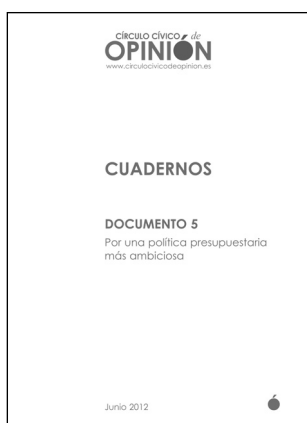 CÍRCULO CÍVICO de
OPINIÓN
www.circulocivicodeopinion.es
CUADERNOS
DOCUMENTO 5
Por una política presupuestaria
más ambiciosa
Junio 2012